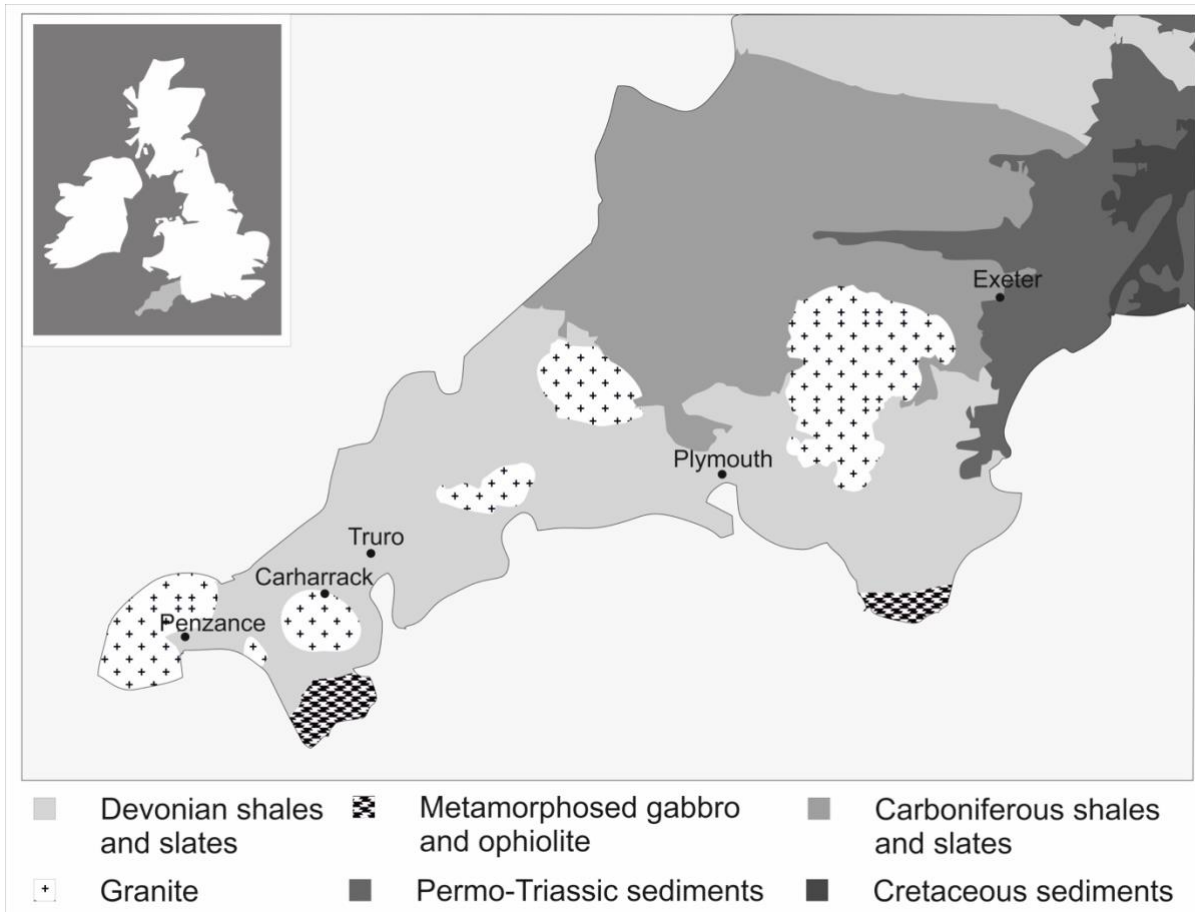 Exeter
Plymouth
Truro
Carharrack
Penzance
Devonian shales
and slates
Metamorphosed gabbro
and ophiolite
Carboniferous shales
and slates
Granite
Permo-Triassic sediments
Cretaceous sediments